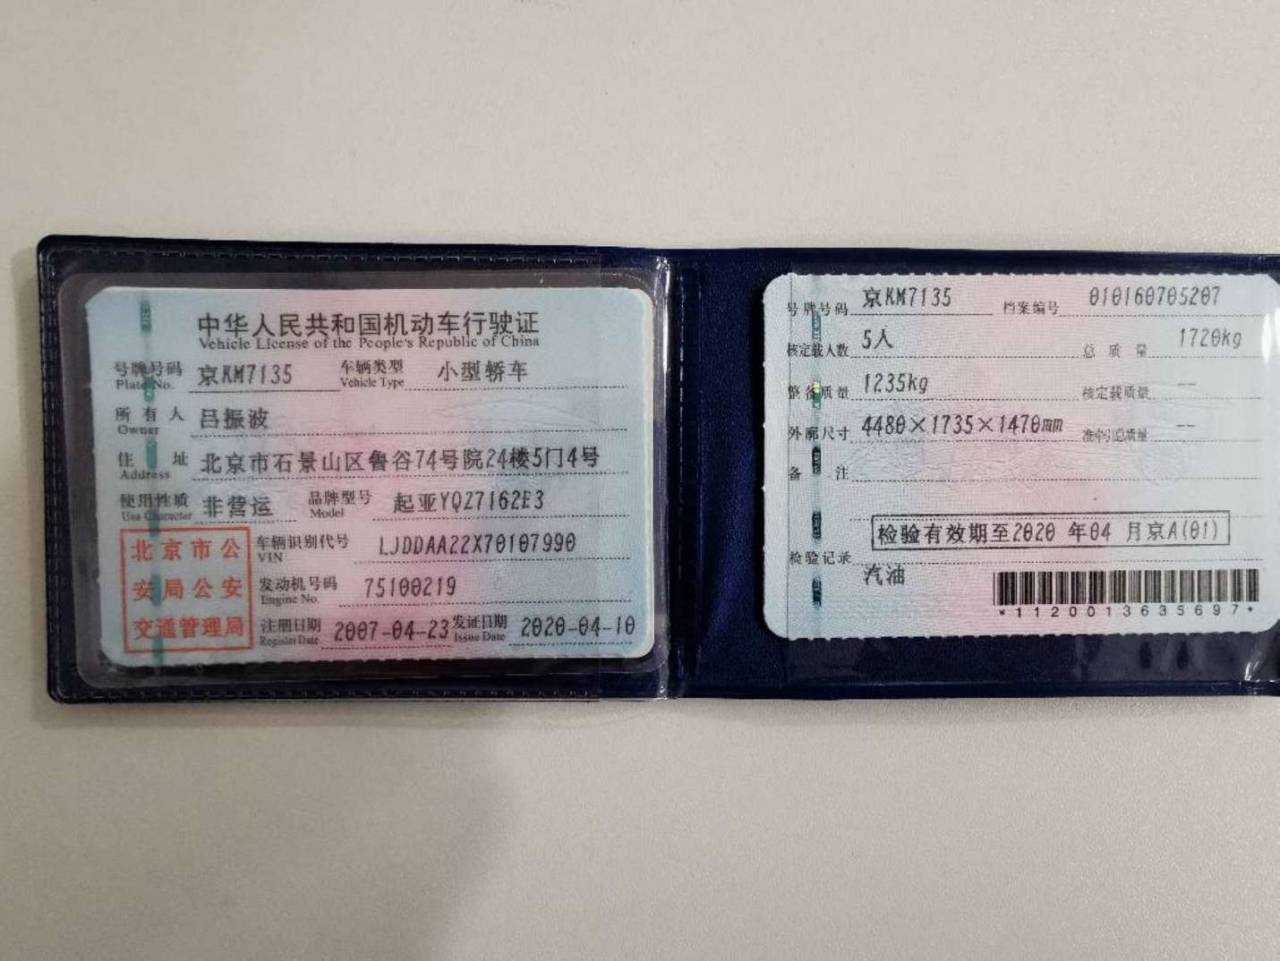 中华人民共和国机动车行驶证
Vehicle License of the People's Republic of China
号牌号码 京KM7135 车辆类型 小型轿车
Plate No. Vehicle Type
所有人 吕振波
Owner
住址 北京市石景山区鲁谷74号院24楼5门4号
Address
使用性质 非营运 品牌型号 起亚YQZ7162E3
Use Character Model
北京市公安局公安交通管理局
车辆识别代号 LJDDAA22X70107990
VIN
发动机号码 75100219
Engine No.
注册日期 2007-04-23 发证日期 2020-04-10
Register Date Issue Date
号牌号码 京KM7135 档案编号 010160705207
核定载人数 5人 总质量 1720kg
整备质量 1235kg 核定载质量 --
外廓尺寸 4480×1735×1470mm 准牵引总质量 --
备注
检验有效期至2020 年04 月京A(01)
检验记录
汽油
*1120013635697*